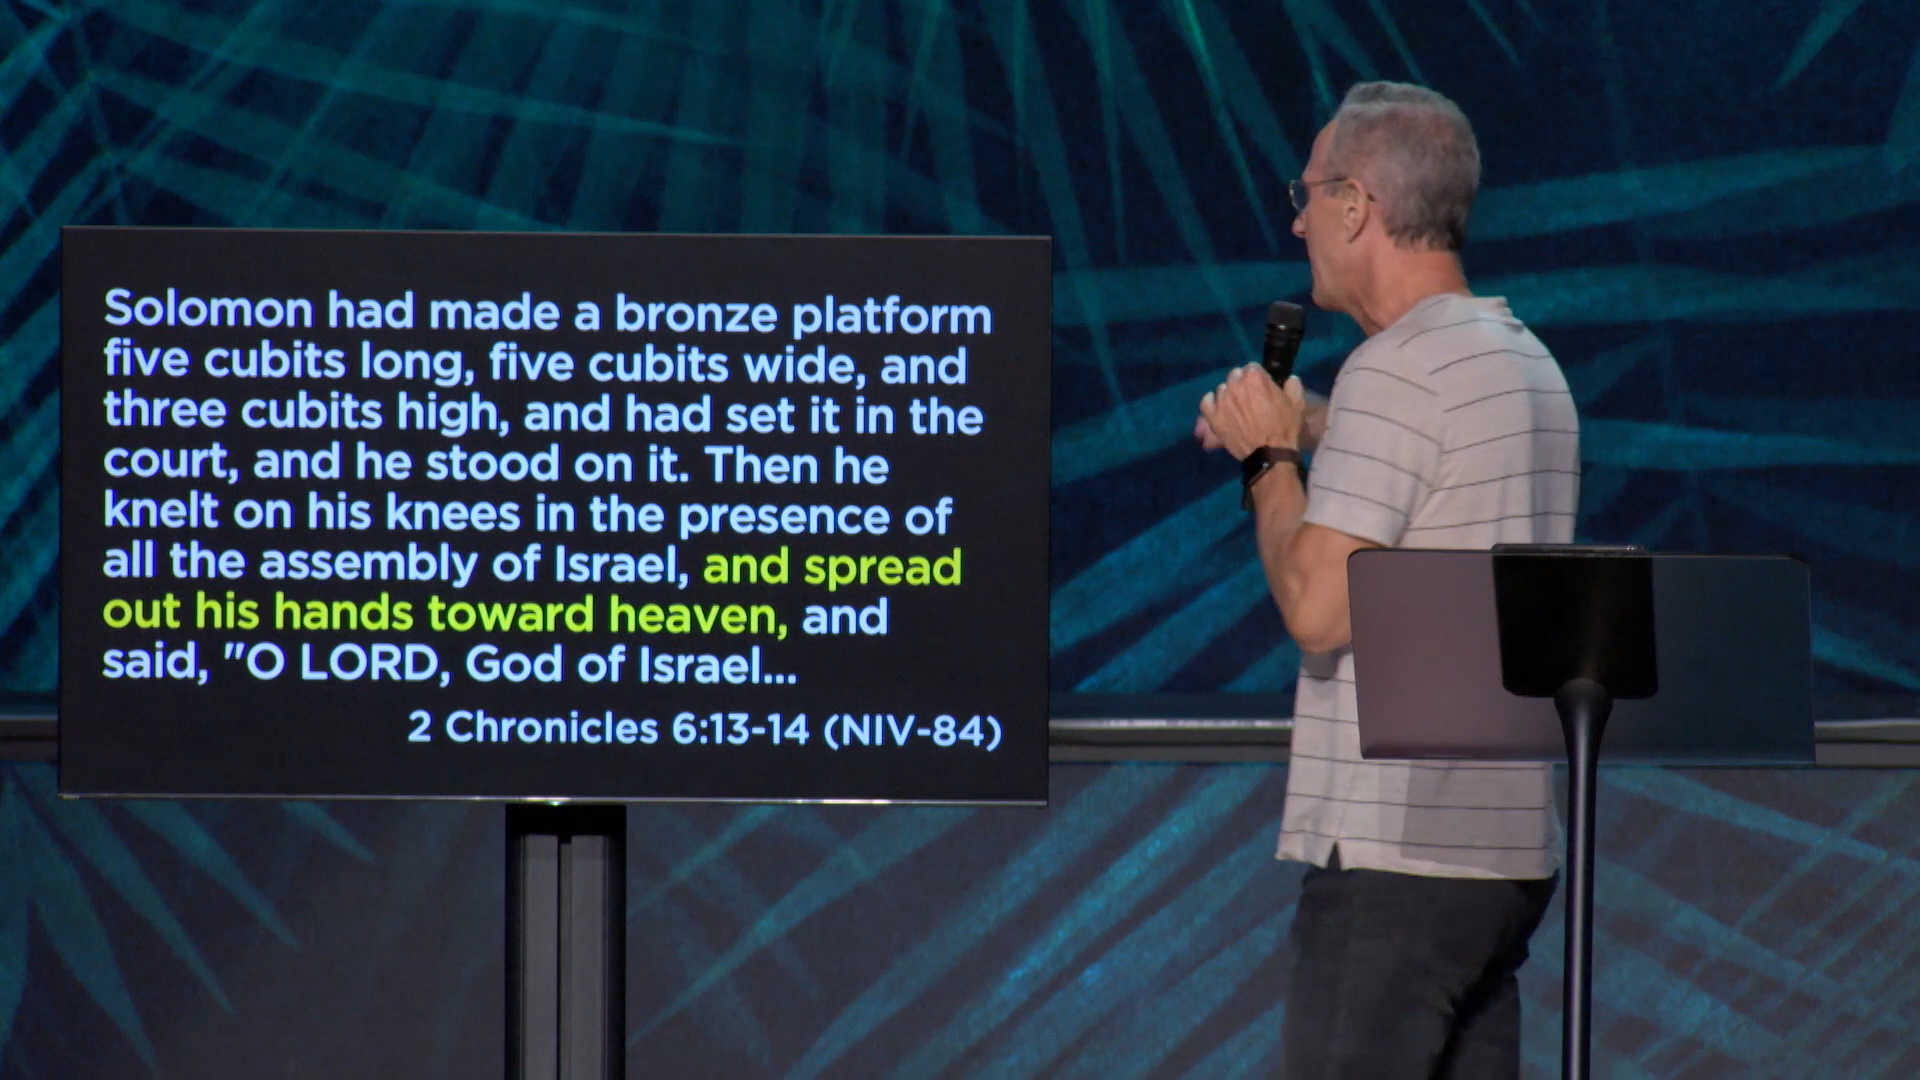 Solomon had made a bronze platform
five cubits long, five cubits wide, and
three cubits high, and had set it in the
court, and he stood on it. Then he
knelt on his knees in the presence of
all the assembly of Israel, and spread
out his hands toward heaven, and
said, "O LORD, God of Israel...
2 Chronicles 6:13-14 (NIV-84)